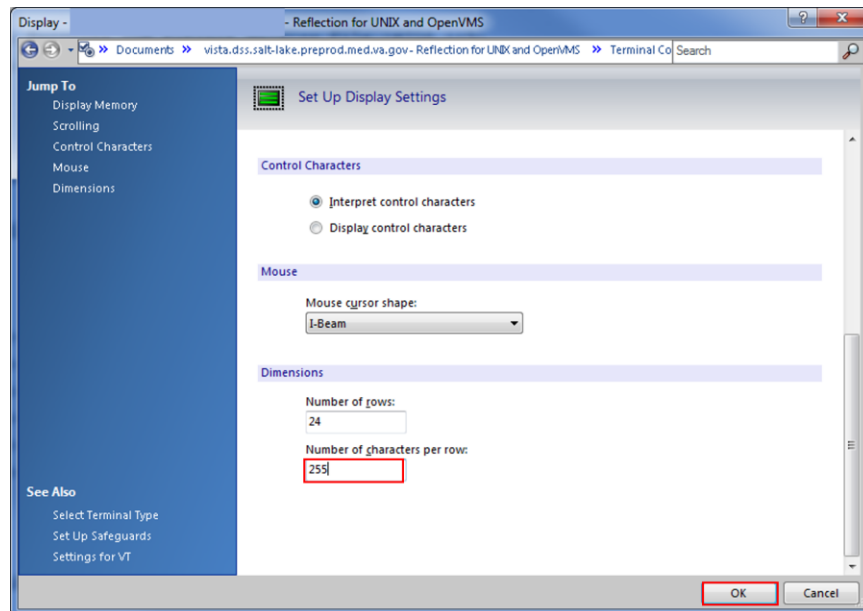 Display - - Reflection for UNIX and OpenVMS
» Documents » vista.dss.salt-lake.preprod.med.va.gov - Reflection for UNIX and OpenVMS » Terminal Co Search
Jump To
Display Memory
Scrolling
Control Characters
Mouse
Dimensions
Set Up Display Settings
Control Characters
Interpret control characters
Display control characters
Mouse
Mouse cursor shape:
I-Beam
Dimensions
Number of rows:
24
Number of characters per row:
255
See Also
Select Terminal Type
Set Up Safeguards
Settings for VT
OK Cancel